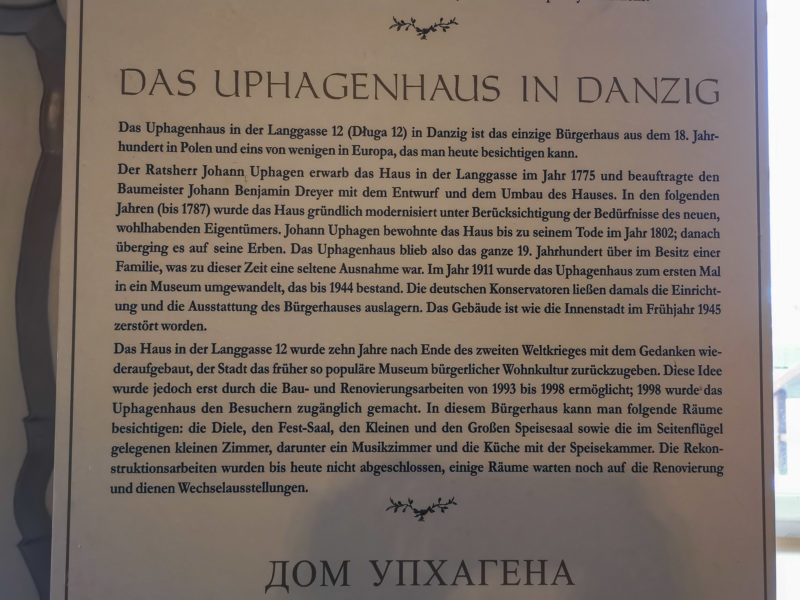 DAS UPHAGENHAUS IN DANZIG
Das Uphagenhaus in der Langgasse 12 (Długa 12) in Danzig ist das einzige Bürgerhaus aus dem 18. Jahr-
hundert in Polen und eins von wenigen in Europa, das man heute besichtigen kann.
Der Ratsherr Johann Uphagen erwarb das Haus in der Langgasse im Jahr 1775 und beauftragte den
Baumeister Johann Benjamin Dreyer mit dem Entwurf und dem Umbau des Hauses. In den folgenden
Jahren (bis 1787) wurde das Haus gründlich modernisiert unter Berücksichtigung der Bedürfnisse des neuen,
wohlhabenden Eigentümers. Johann Uphagen bewohnte das Haus bis zu seinem Tode im Jahr 1802; danach
überging es auf seine Erben. Das Uphagenhaus blieb also das ganze 19. Jahrhundert über im Besitz einer
Familie, was zu dieser Zeit eine seltene Ausnahme war. Im Jahr 1911 wurde das Uphagenhaus zum ersten Mal
in ein Museum umgewandelt, das bis 1944 bestand. Die deutschen Konservatoren ließen damals die Einricht-
ung und die Ausstattung des Bürgerhauses auslagern. Das Gebäude ist wie die Innenstadt im Frühjahr 1945
zerstört worden.
Das Haus in der Langgasse 12 wurde zehn Jahre nach Ende des zweiten Weltkrieges mit dem Gedanken wie-
deraufgebaut, der Stadt das früher so populäre Museum bürgerlicher Wohnkultur zurückzugeben. Diese Idee
wurde jedoch erst durch die Bau- und Renovierungsarbeiten von 1993 bis 1998 ermöglicht; 1998 wurde das
Uphagenhaus den Besuchern zugänglich gemacht. In diesem Bürgerhaus kann man folgende Räume
besichtigen: die Diele, den Fest-Saal, den Kleinen und den Großen Speisesaal sowie die im Seitenflügel
gelegenen kleinen Zimmer, darunter ein Musikzimmer und die Küche mit der Speisekammer. Die Rekon-
struktionsarbeiten wurden bis heute nicht abgeschlossen, einige Räume warten noch auf die Renovierung
und dienen Wechselausstellungen.
ДОМ УПХАГЕНА